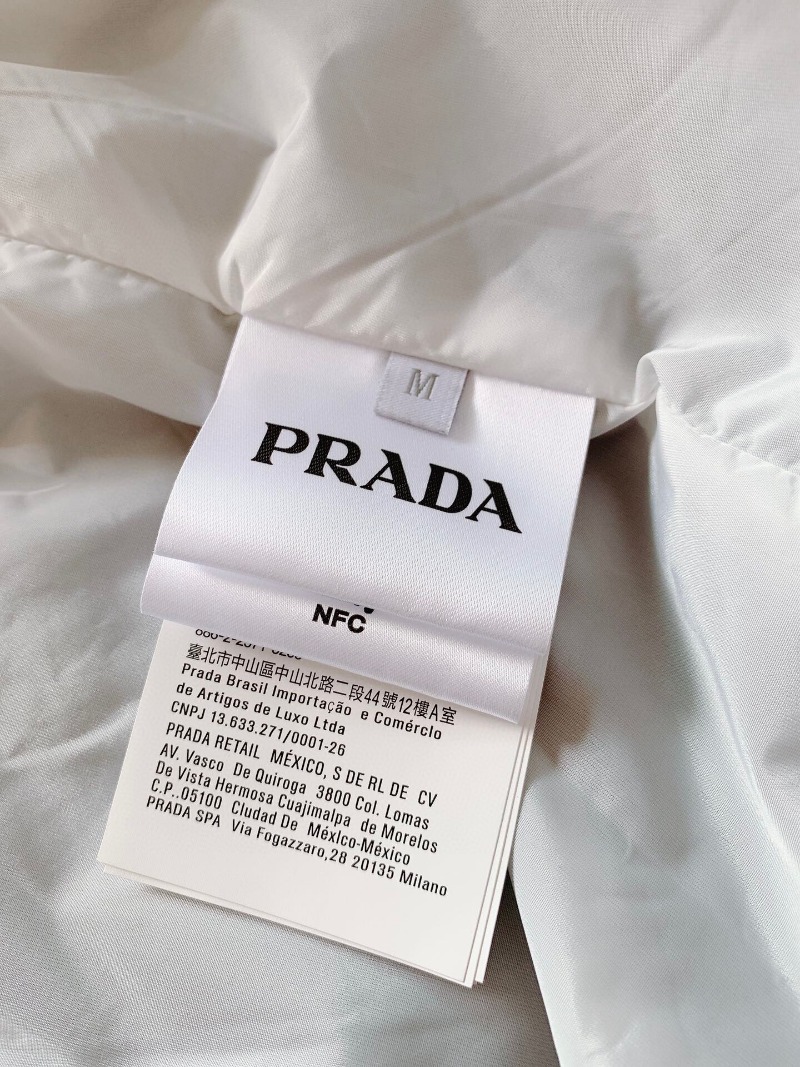 M
PRADA
NFC
臺北市中山區中山北路二段44號12樓A室
Prada Brasil Importação e Comérclo
de Artigos de Luxo Ltda
CNPJ 13.633.271/0001-26
PRADA RETAIL MÉXICO, S DE RL DE CV
AV. Vasco De Quiroga 3800 Col. Lomas
De Vista Hermosa Cuajimalpa de Morelos
C.P..05100 Cludad De MéxIco-México
PRADA SPA Via Fogazzaro,28 20135 Milano